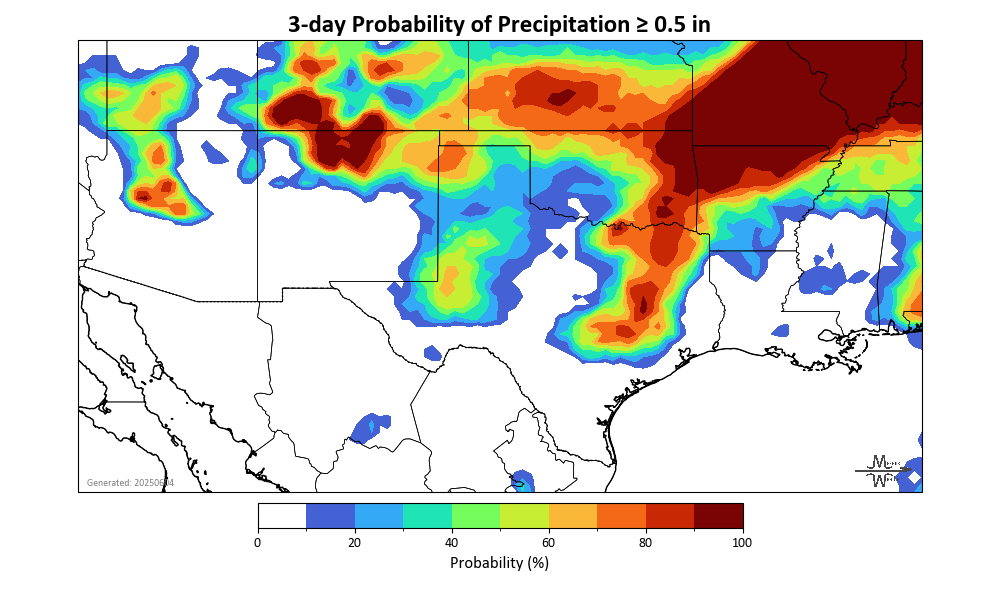 3-day Probability of Precipitation ≥ 0.5 in
Generated: 20250604
0 20 40 60 80 100
Probability (%)